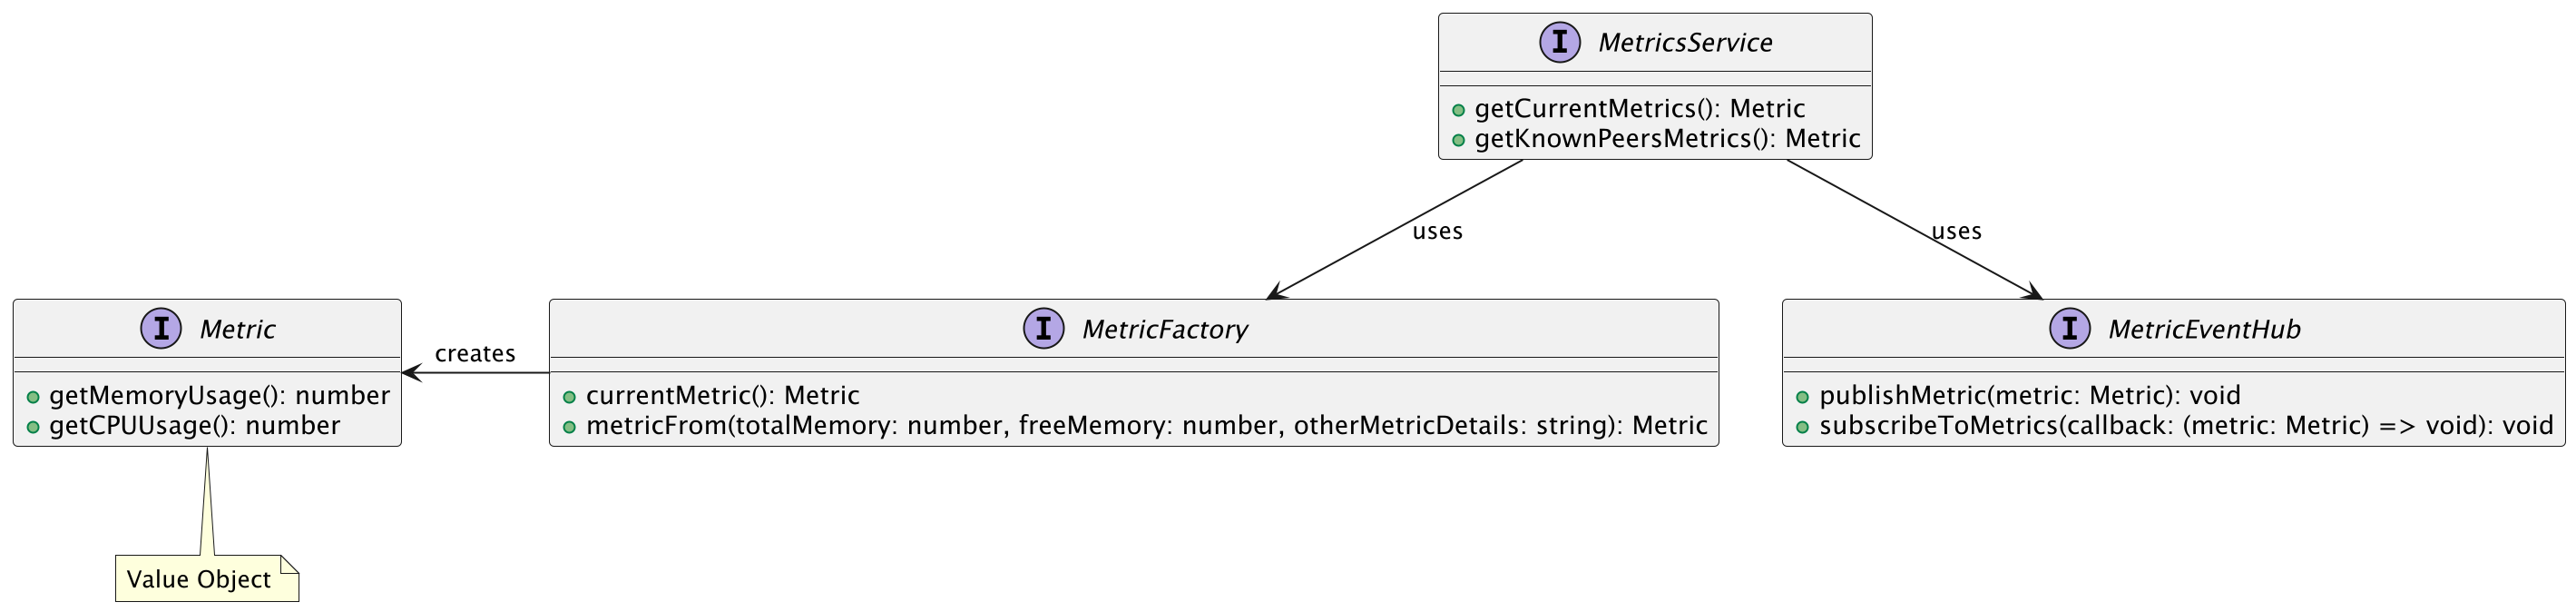 I MetricsService
getCurrentMetrics(): Metric
getKnownPeersMetrics(): Metric
uses
uses
I Metric
getMemoryUsage(): number
getCPUUsage(): number
creates
I MetricFactory
currentMetric(): Metric
metricFrom(totalMemory: number, freeMemory: number, otherMetricDetails: string): Metric
I MetricEventHub
publishMetric(metric: Metric): void
subscribeToMetrics(callback: (metric: Metric) => void): void
Value Object